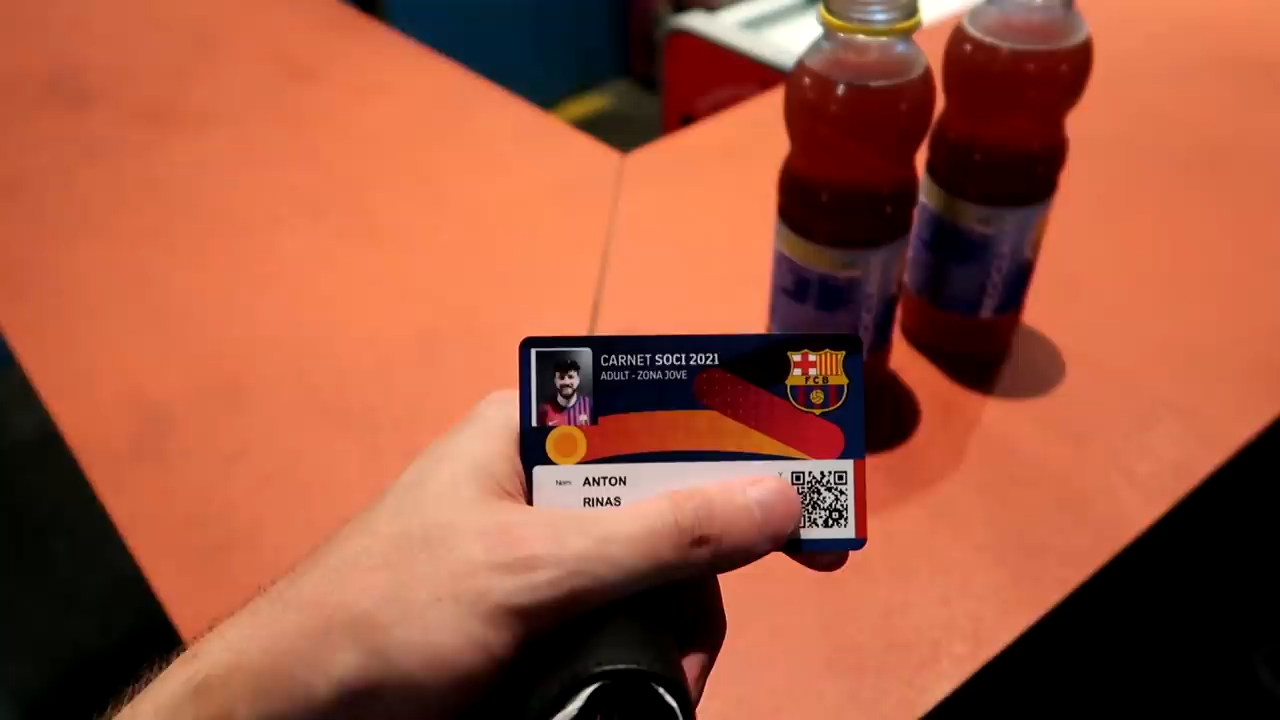 CARNET SOCI 2021
ADULT - ZONA JOVE
FCB
Nom: ANTON
RINAS